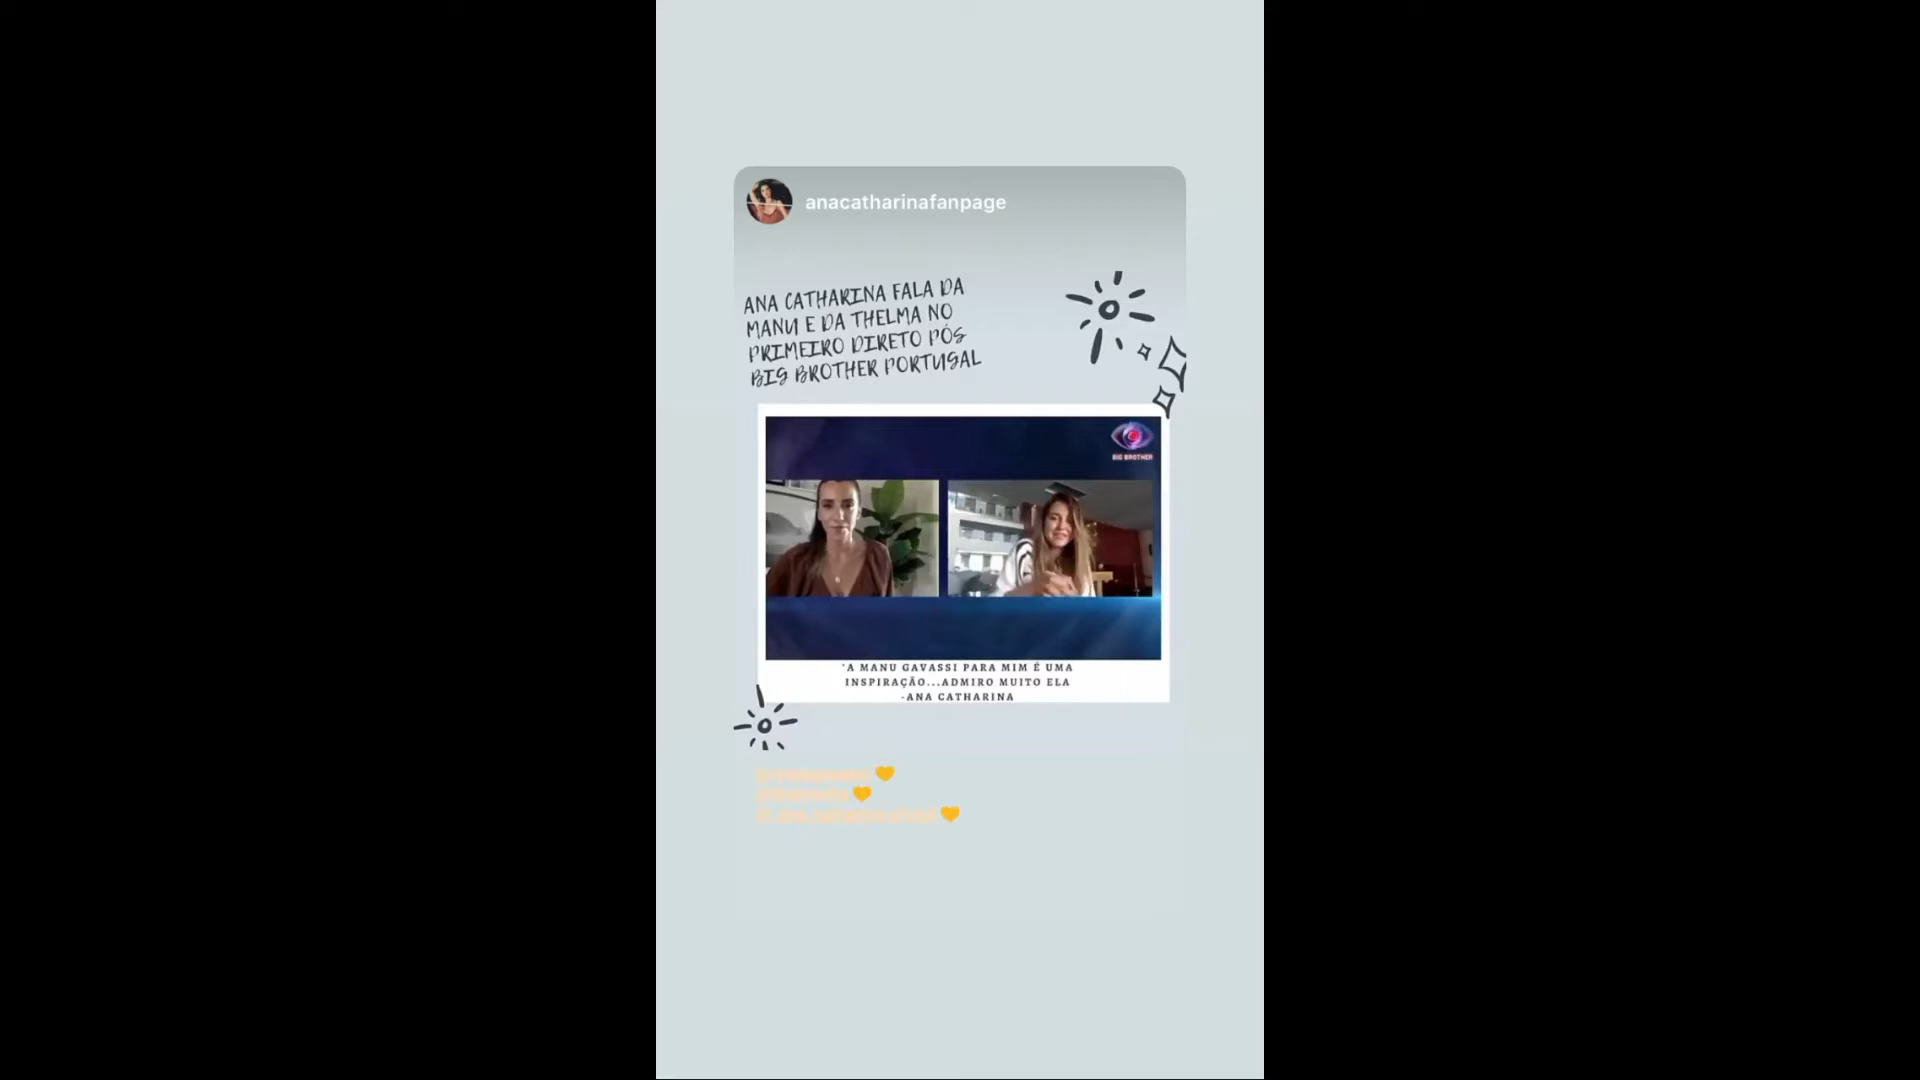 anacatharinafanpage
ANA CATHARINA FALA DA
MANU E DA THELMA NO
PRIMEIRO DIRETO PÓS
BIG BROTHER PORTUGAL
BIG BROTHER
"A MANU GAVASSI PARA MIM É UMA
INSPIRAÇÃO...ADMIRO MUITO ELA
-ANA CATHARINA